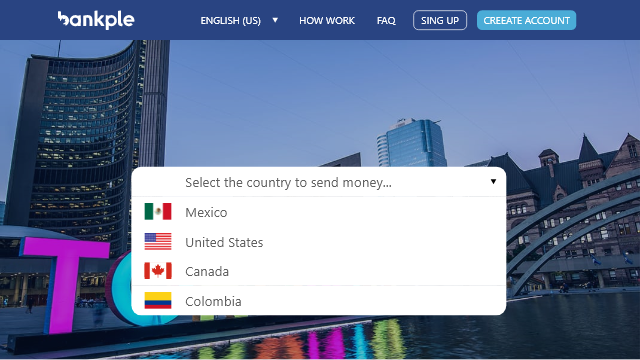 bankple
ENGLISH (US)
HOW WORK
FAQ
SING UP
CREEATE ACCOUNT
Select the country to send money...
Mexico
United States
Canada
Colombia
T